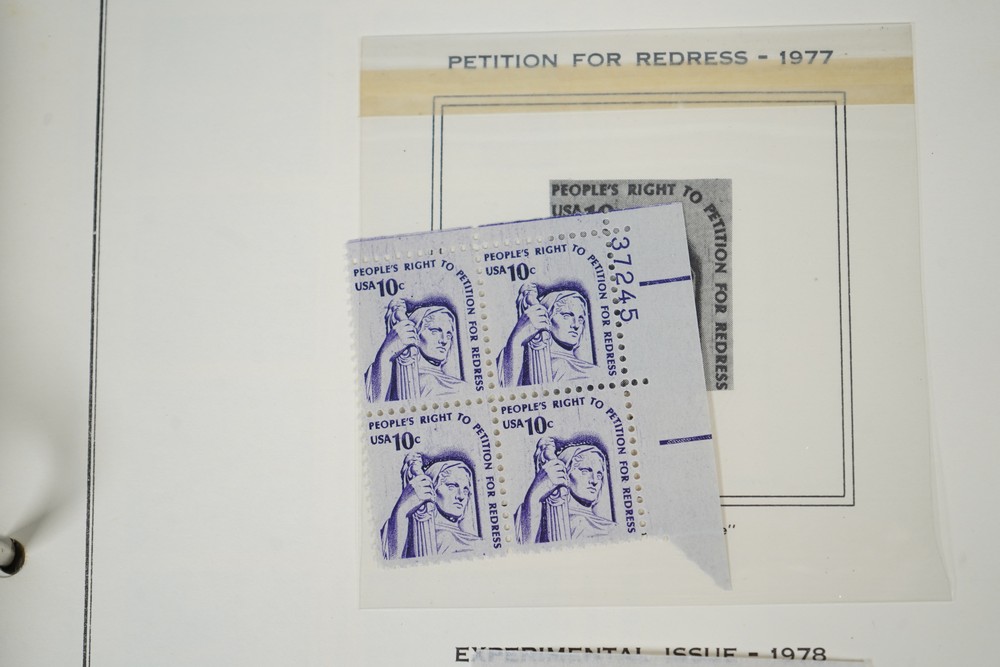 PETITION FOR REDRESS - 1977
PEOPLE'S RIGHT TO PETITION FOR REDRESS
USA 10
37245
PEOPLE'S RIGHT TO PETITION FOR REDRESS
USA 10c
PEOPLE'S RIGHT TO PETITION FOR REDRESS
USA 10c
PEOPLE'S RIGHT TO PETITION FOR REDRESS
USA 10c
PEOPLE'S RIGHT TO PETITION FOR REDRESS
USA 10c
EXPERIMENTAL ISSUE - 1978